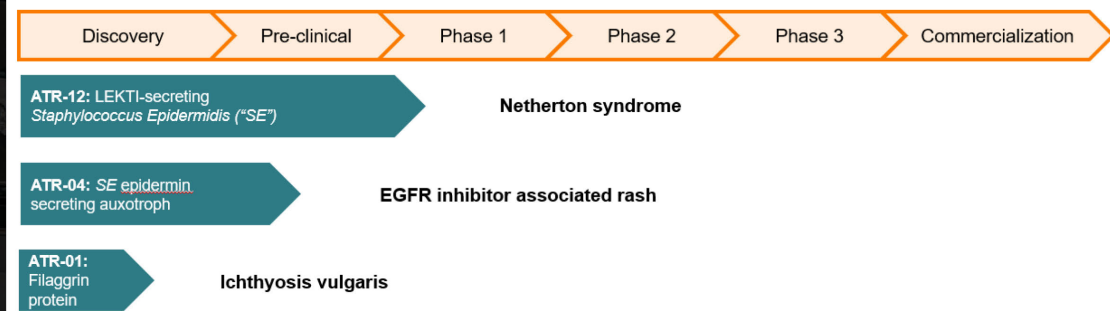 Discovery Pre-clinical Phase 1 Phase 2 Phase 3 Commercialization
ATR-12: LEKTI-secreting
Staphylococcus Epidermidis (“SE”)
Netherton syndrome
ATR-04: SE epidermin
secreting auxotroph
EGFR inhibitor associated rash
ATR-01:
Filaggrin
protein
Ichthyosis vulgaris